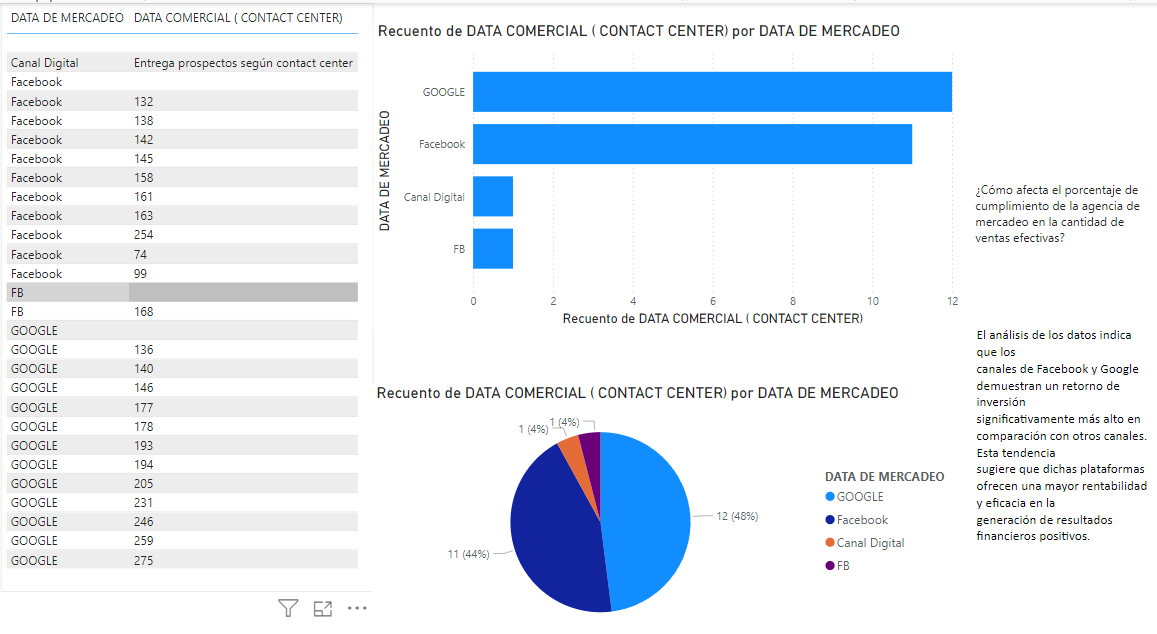 DATA DE MERCADEO DATA COMERCIAL ( CONTACT CENTER)
Canal Digital Entrega prospectos según contact center
Facebook
Facebook 132
Facebook 138
Facebook 142
Facebook 145
Facebook 158
Facebook 161
Facebook 163
Facebook 254
Facebook 74
Facebook 99
FB
FB 168
GOOGLE
GOOGLE 136
GOOGLE 140
GOOGLE 146
GOOGLE 177
GOOGLE 178
GOOGLE 193
GOOGLE 194
GOOGLE 205
GOOGLE 231
GOOGLE 246
GOOGLE 259
GOOGLE 275
Recuento de DATA COMERCIAL ( CONTACT CENTER) por DATA DE MERCADEO
DATA DE MERCADEO
GOOGLE
Facebook
Canal Digital
FB
0 2 4 6 8 10 12
Recuento de DATA COMERCIAL ( CONTACT CENTER)
Recuento de DATA COMERCIAL ( CONTACT CENTER) por DATA DE MERCADEO
1 (4%)
1 (4%)
12 (48%)
11 (44%)
DATA DE MERCADEO
GOOGLE
Facebook
Canal Digital
FB
¿Cómo afecta el porcentaje de
cumplimiento de la agencia de
mercadeo en la cantidad de
ventas efectivas?
El análisis de los datos indica
que los
canales de Facebook y Google
demuestran un retorno de
inversión
significativamente más alto en
comparación con otros canales.
Esta tendencia
sugiere que dichas plataformas
ofrecen una mayor rentabilidad
y eficacia en la
generación de resultados
financieros positivos.